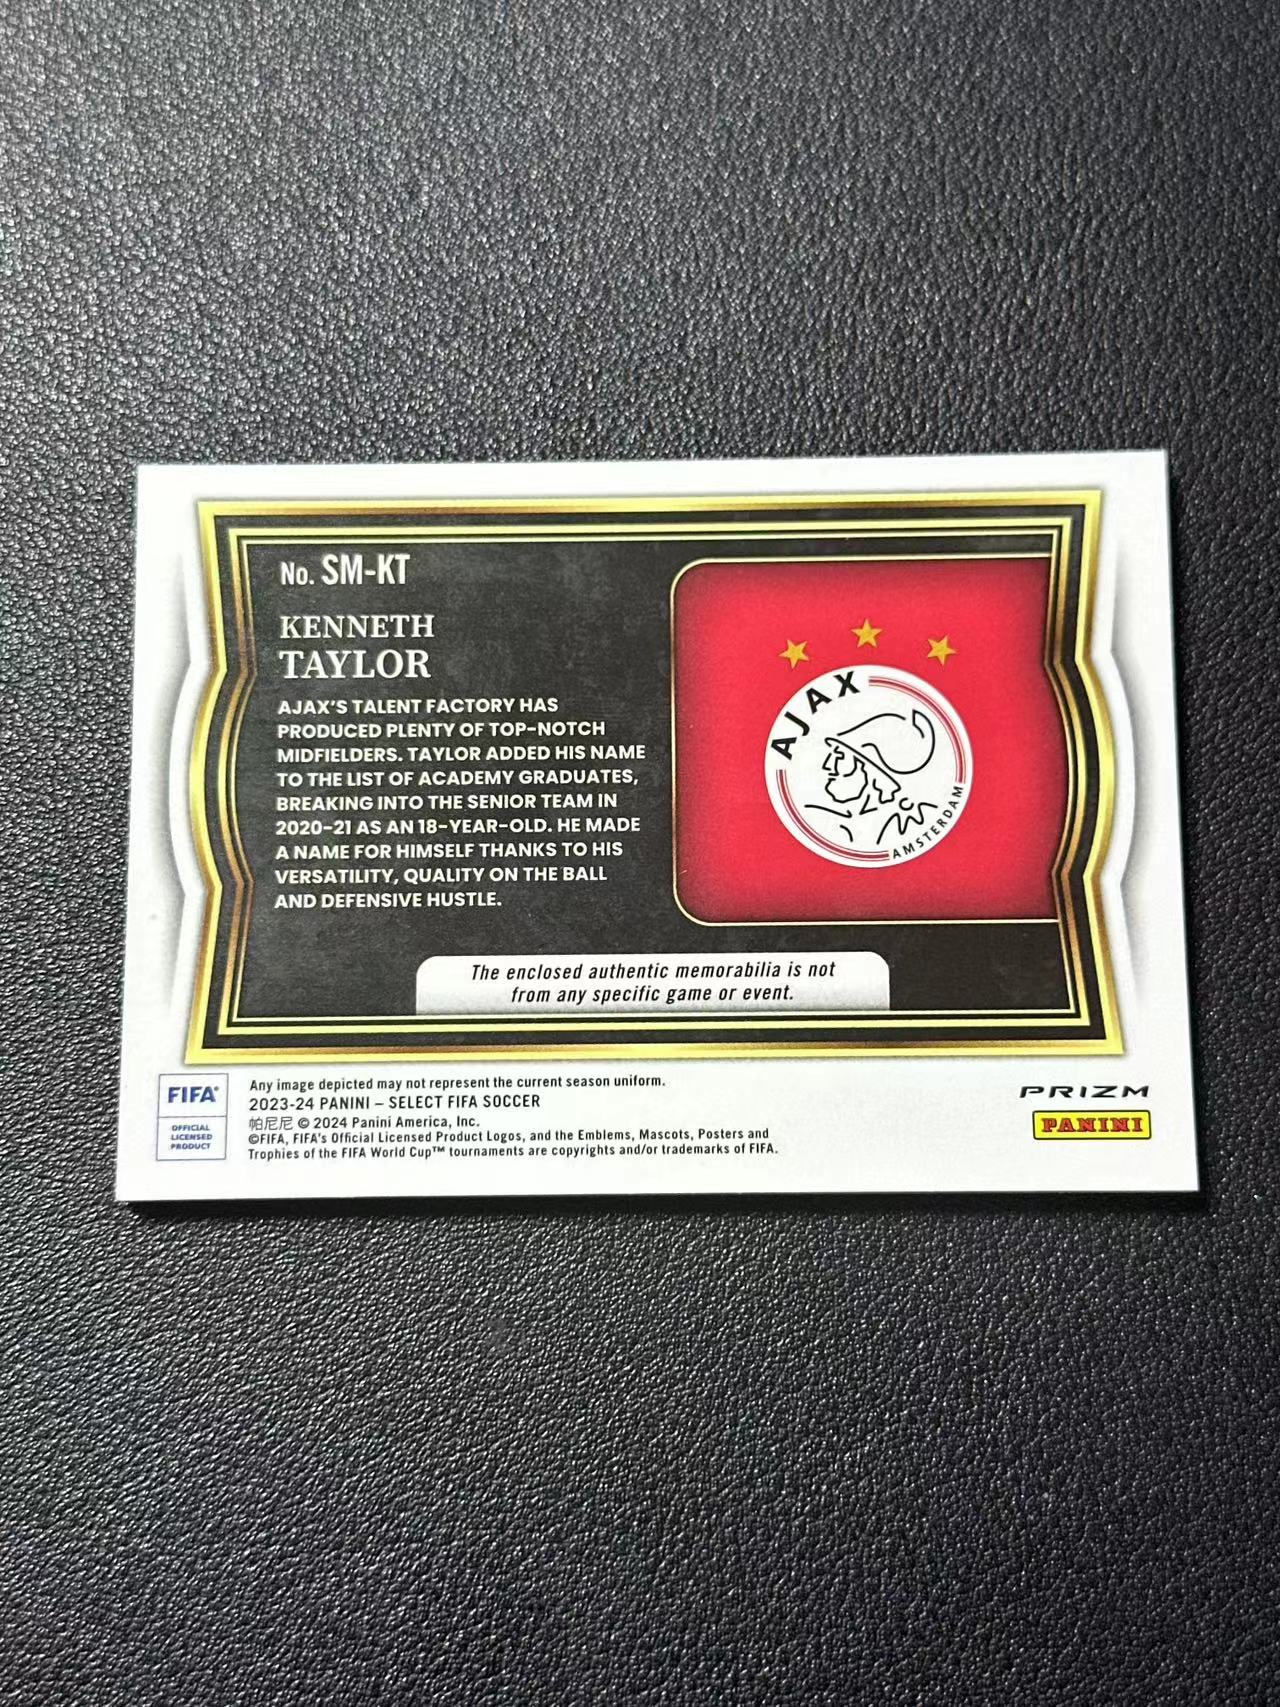 No. SM-KT
KENNETH
TAYLOR
AJAX'S TALENT FACTORY HAS
PRODUCED PLENTY OF TOP-NOTCH
MIDFIELDERS. TAYLOR ADDED HIS NAME
TO THE LIST OF ACADEMY GRADUATES,
BREAKING INTO THE SENIOR TEAM IN
2020-21 AS AN 18-YEAR-OLD. HE MADE
A NAME FOR HIMSELF THANKS TO HIS
VERSATILITY, QUALITY ON THE BALL
AND DEFENSIVE HUSTLE.
AJAX
AMSTERDAM
The enclosed authentic memorabilia is not
from any specific game or event.
FIFA®
OFFICIAL
LICENSED
PRODUCT
Any image depicted may not represent the current season uniform.
2023-24 PANINI – SELECT FIFA SOCCER
帕尼尼 © 2024 Panini America, Inc.
©FIFA, FIFA's Official Licensed Product Logos, and the Emblems, Mascots, Posters and
Trophies of the FIFA World Cup™ tournaments are copyrights and/or trademarks of FIFA.
PRIZM
PANINI